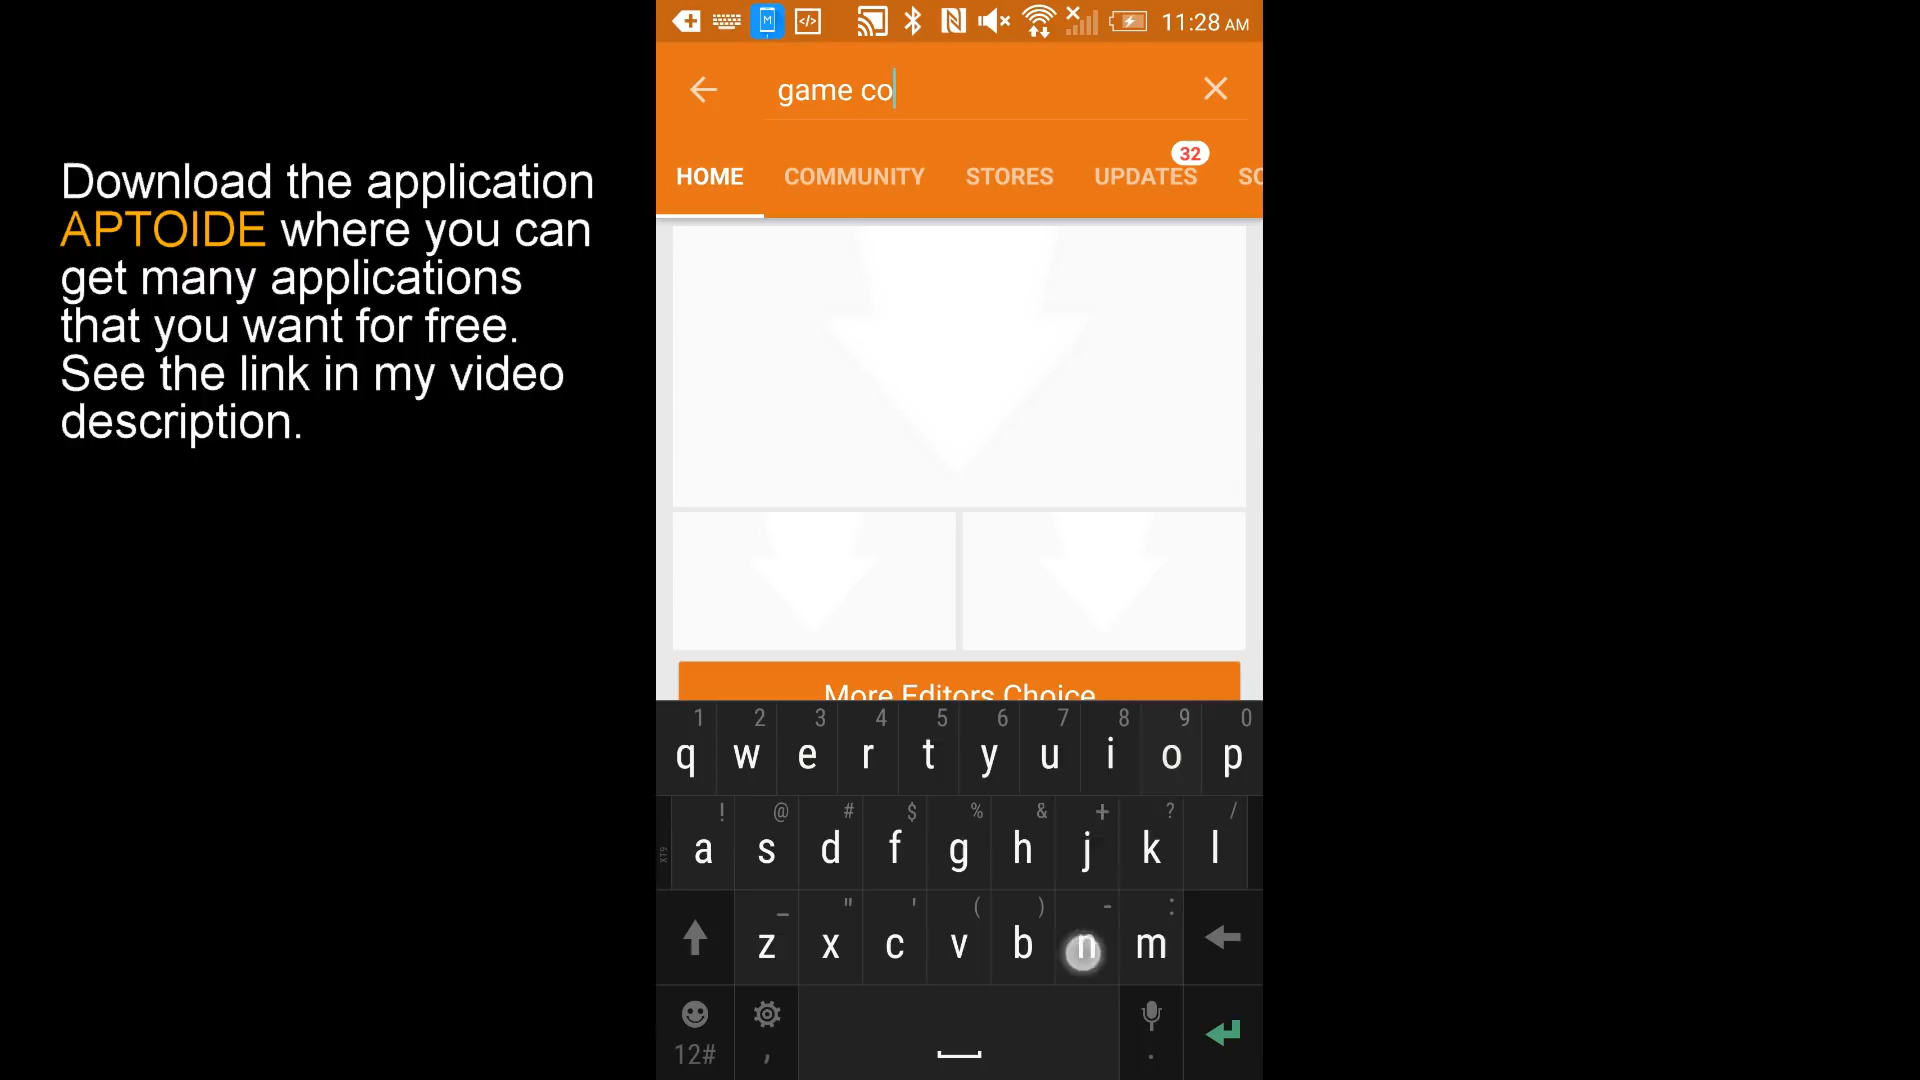 Download the application
APTOIDE where you can
get many applications
that you want for free.
See the link in my video
description.
M </> 11:28 AM
game co
32
HOME COMMUNITY STORES UPDATES SO
More Editors Choice
1 2 3 4 5 6 7 8 9 0
q w e r t y u i o p
! @ # $ % & + ? /
XT9 a s d f g h j k l
_ " ' ( ) - :
z x c v b n m
12# , .